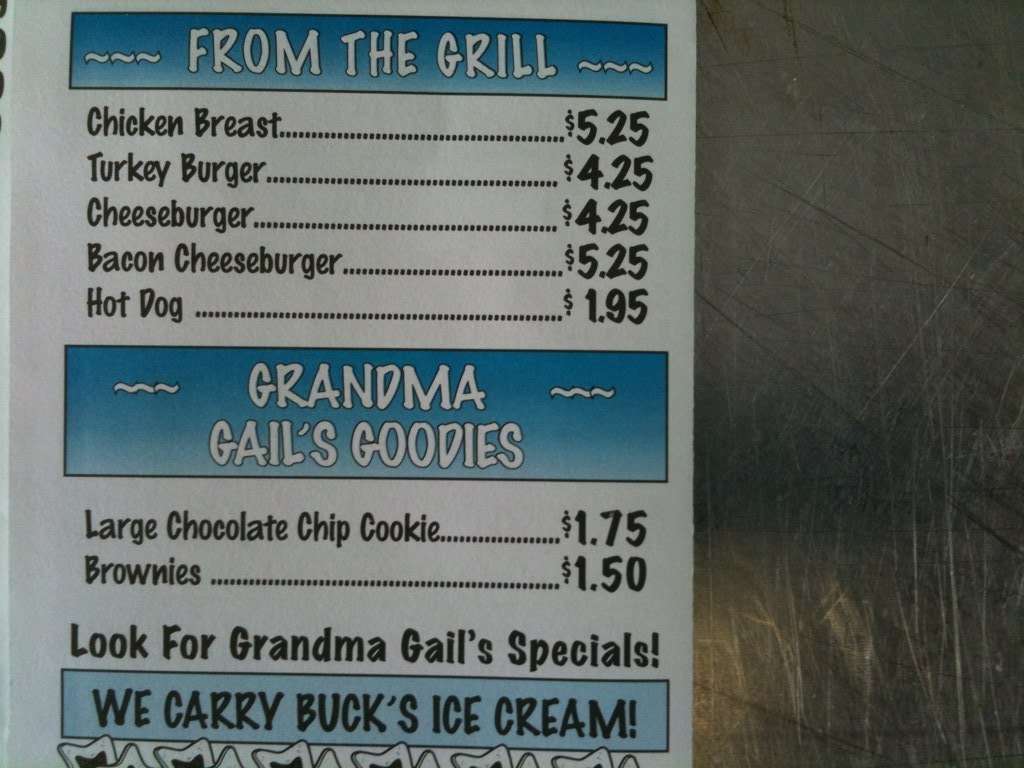 ~~~ FROM THE GRILL ~~~
Chicken Breast..............................................$5.25
Turkey Burger.............................................. $4.25
Cheeseburger................................................ $4.25
Bacon Cheeseburger...................................$5.25
Hot Dog ..........................................................$ 1.95
~~~ GRANDMA ~~~
GAIL'S GOODIES
Large Chocolate Chip Cookie...................$1.75
Brownies .......................................................$1.50
Look For Grandma Gail's Specials!
WE CARRY BUCK'S ICE CREAM!